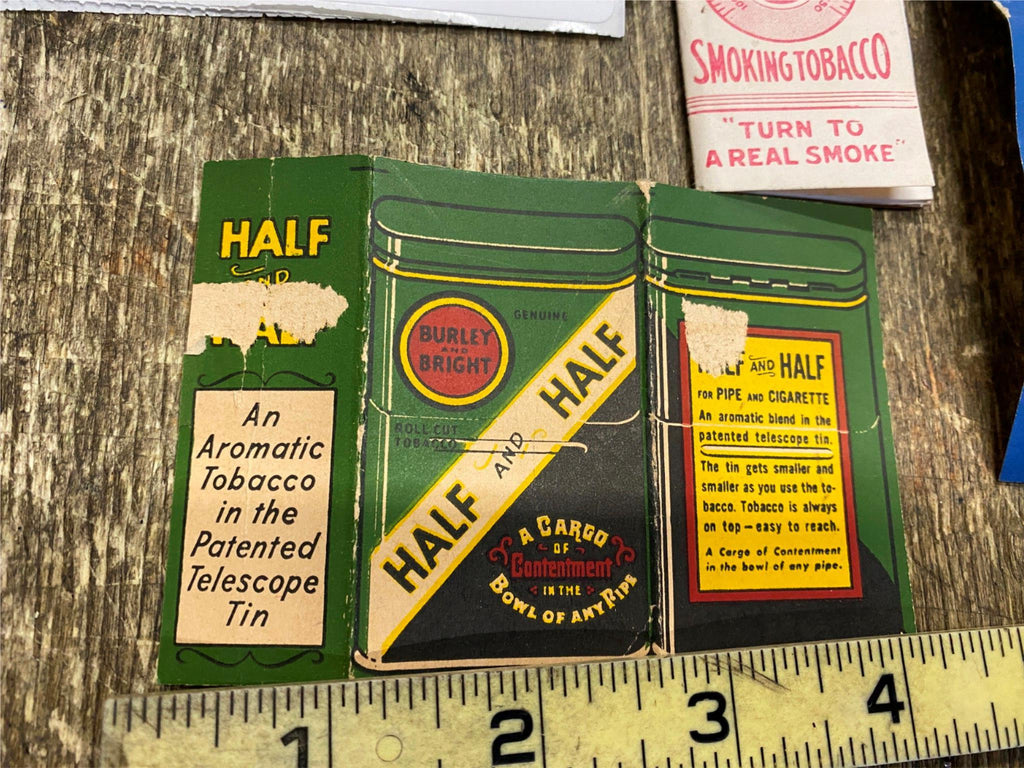 SMOKING TOBACCO
"TURN TO
A REAL SMOKE"
HALF
AND
HALF
An
Aromatic
Tobacco
in the
Patented
Telescope
Tin
BURLEY
AND
BRIGHT
GENUINE
ROLL CUT
TOBACCO
HALF AND HALF
A CARGO
OF
Contentment
IN THE
BOWL OF ANY PIPE
HALF AND HALF
FOR PIPE AND CIGARETTE
An aromatic blend in the
patented telescope tin.
The tin gets smaller and
smaller as you use the to-
bacco. Tobacco is always
on top – easy to reach.
A Cargo of Contentment
in the bowl of any pipe.
1 2 3 4